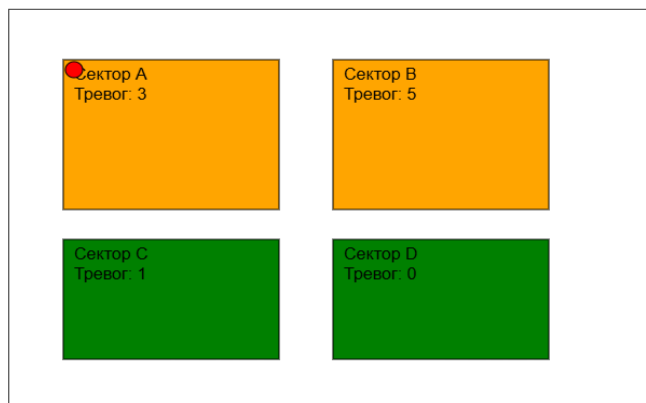 Сектор A
Тревог: 3
Сектор B
Тревог: 5
Сектор C
Тревог: 1
Сектор D
Тревог: 0